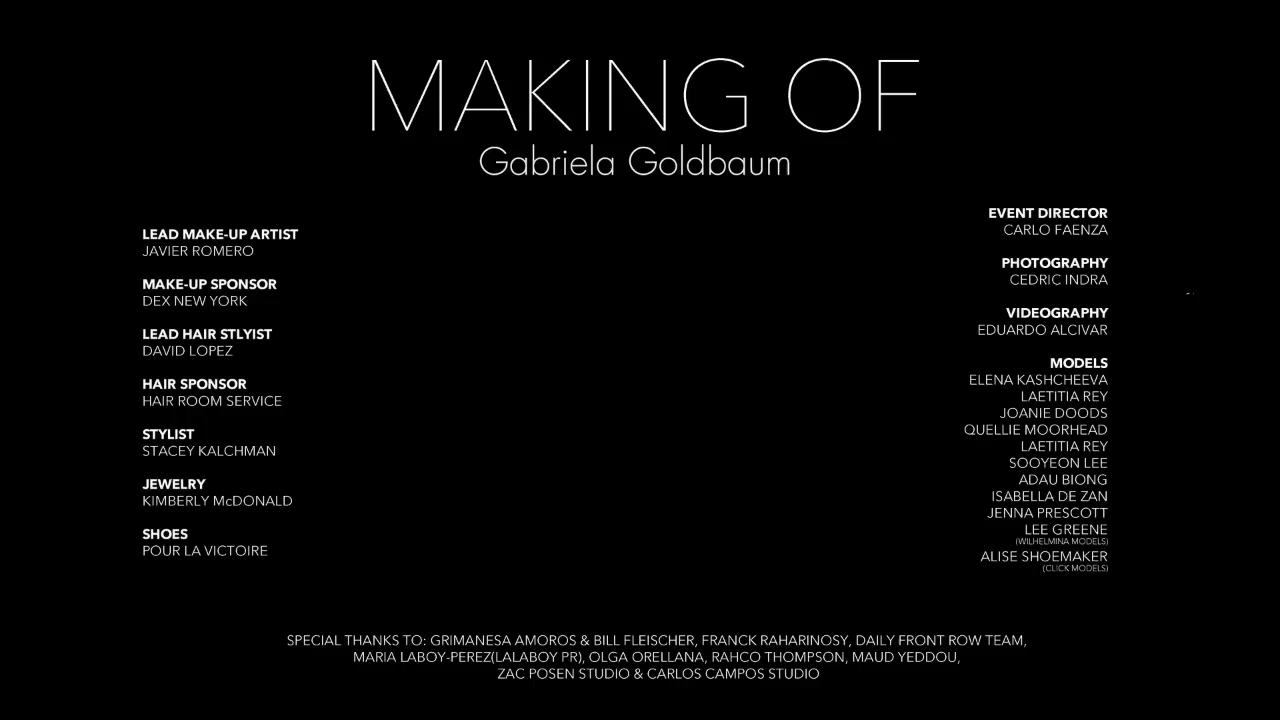 MAKING OF
Gabriela Goldbaum
LEAD MAKE-UP ARTIST
JAVIER ROMERO
MAKE-UP SPONSOR
DEX NEW YORK
LEAD HAIR STLYIST
DAVID LOPEZ
HAIR SPONSOR
HAIR ROOM SERVICE
STYLIST
STACEY KALCHMAN
JEWELRY
KIMBERLY McDONALD
SHOES
POUR LA VICTOIRE
EVENT DIRECTOR
CARLO FAENZA
PHOTOGRAPHY
CEDRIC INDRA
VIDEOGRAPHY
EDUARDO ALCIVAR
MODELS
ELENA KASHCHEEVA
LAETITIA REY
JOANIE DOODS
QUELLIE MOORHEAD
LAETITIA REY
SOOYEON LEE
ADAU BIONG
ISABELLA DE ZAN
JENNA PRESCOTT
LEE GREENE
(WILHELMINA MODELS)
ALISE SHOEMAKER
(CLICK MODELS)
SPECIAL THANKS TO: GRIMANESA AMOROS & BILL FLEISCHER, FRANCK RAHARINOSY, DAILY FRONT ROW TEAM,
MARIA LABOY-PEREZ(LALABOY PR), OLGA ORELLANA, RAHCO THOMPSON, MAUD YEDDOU,
ZAC POSEN STUDIO & CARLOS CAMPOS STUDIO